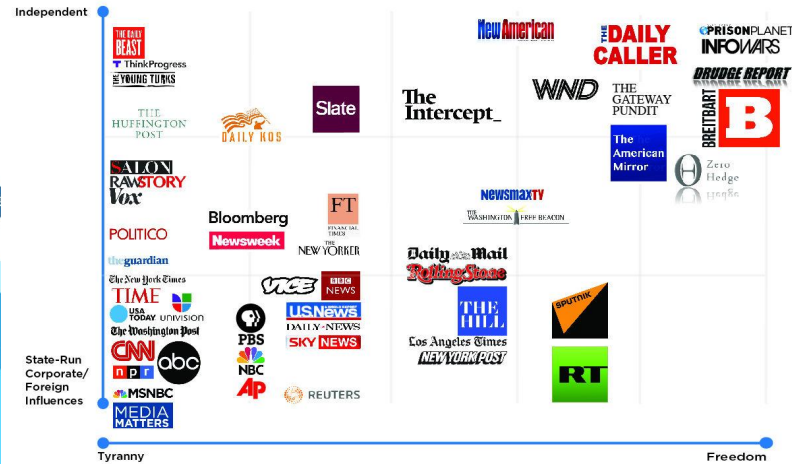 Independent
THE DAILY
BEAST
T ThinkProgress
THE YOUNG TURKS
THE
HUFFINGTON
POST
DAILY KOS
Slate
The
Intercept_
New American
THE DAILY
CALLER
PRISONPLANET
INFOWARS
DRUDGE REPORT
WND
THE
GATEWAY
PUNDIT
BREITBART
B
The
American
Mirror
Zero
Hedge
SALON
RAWSTORY
Vox
FT
FINANCIAL
TIMES
Bloomberg
Newsweek
THE
NEW YORKER
NEWSMAXTV
THE
WASHINGTON FREE BEACON
POLITICO
theguardian
The New York Times
TIME
USA
TODAY
UNIVISION
The Washington Post
CNN
abc
npr
MSNBC
MEDIA
MATTERS
VICE
BBC
NEWS
U.S.News
PBS
DAILY NEWS
SKY NEWS
NBC
AP
REUTERS
Daily Mail
RollingStone
THE
HILL
Los Angeles Times
NEW YORK POST
SPUTNIK
RT
State-Run
Corporate/
Foreign
Influences
Tyranny
Freedom